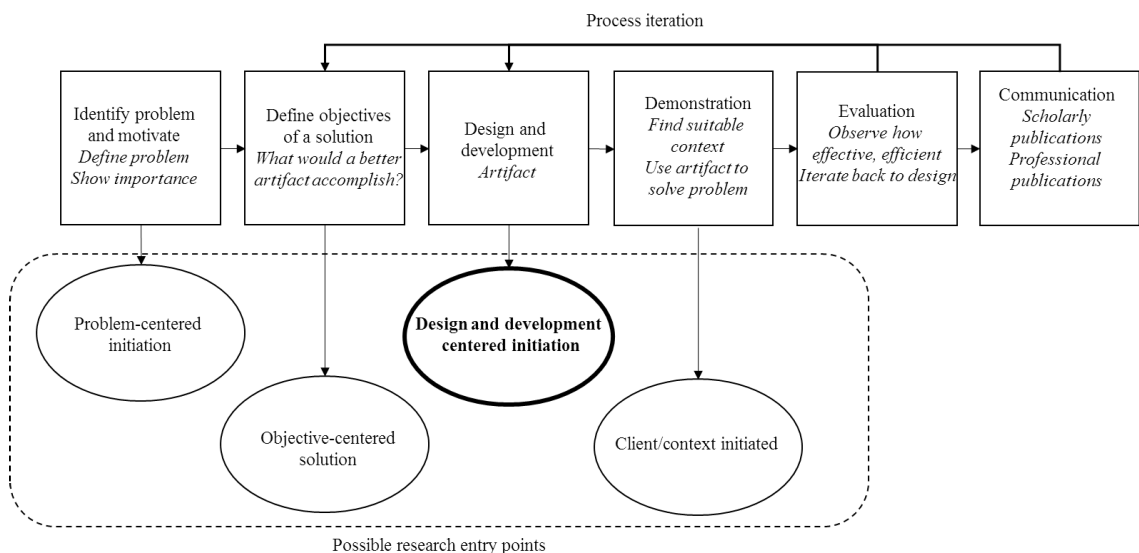 Process iteration
Identify problem
and motivate
Define problem
Show importance
Define objectives
of a solution
What would a better
artifact accomplish?
Design and
development
Artifact
Demonstration
Find suitable
context
Use artifact to
solve problem
Evaluation
Observe how
effective, efficient
Iterate back to design
Communication
Scholarly
publications
Professional
publications
Problem-centered
initiation
Objective-centered
solution
Design and development
centered initiation
Client/context initiated
Possible research entry points